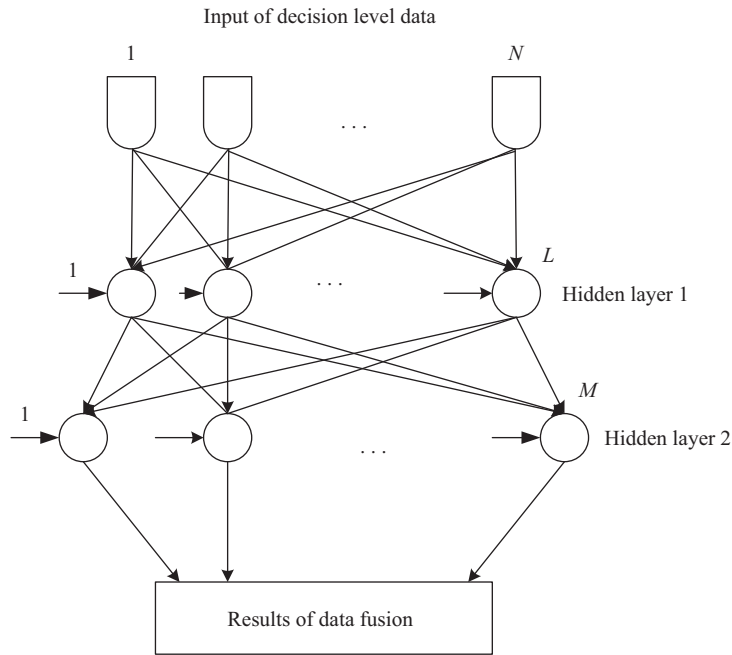 Input of decision level data
1
N
. . .
L
1
. . .
Hidden layer 1
M
1
. . .
Hidden layer 2
Results of data fusion